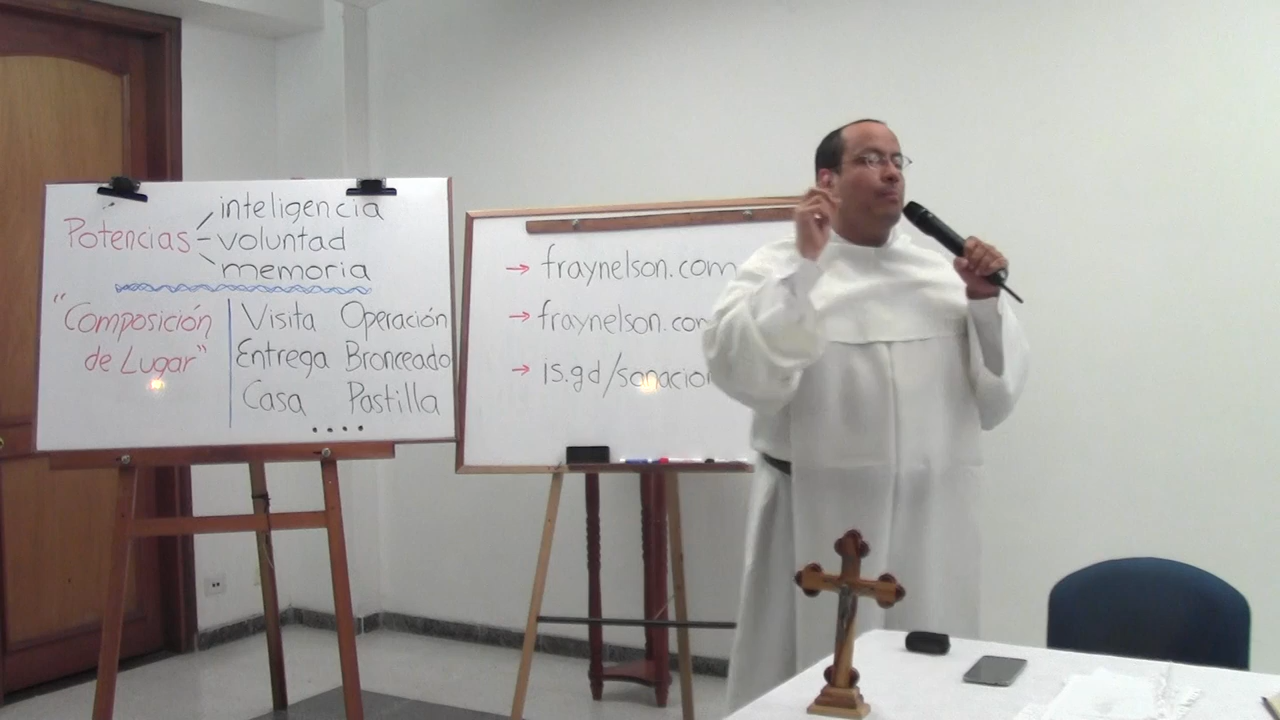 Potencias
inteligencia
voluntad
memoria
"Composición
de Lugar"
Visita Operación
Entrega Bronceado
Casa Pastilla
....
→ fraynelson.com
→ fraynelson.com
→ is.gd/sanacion